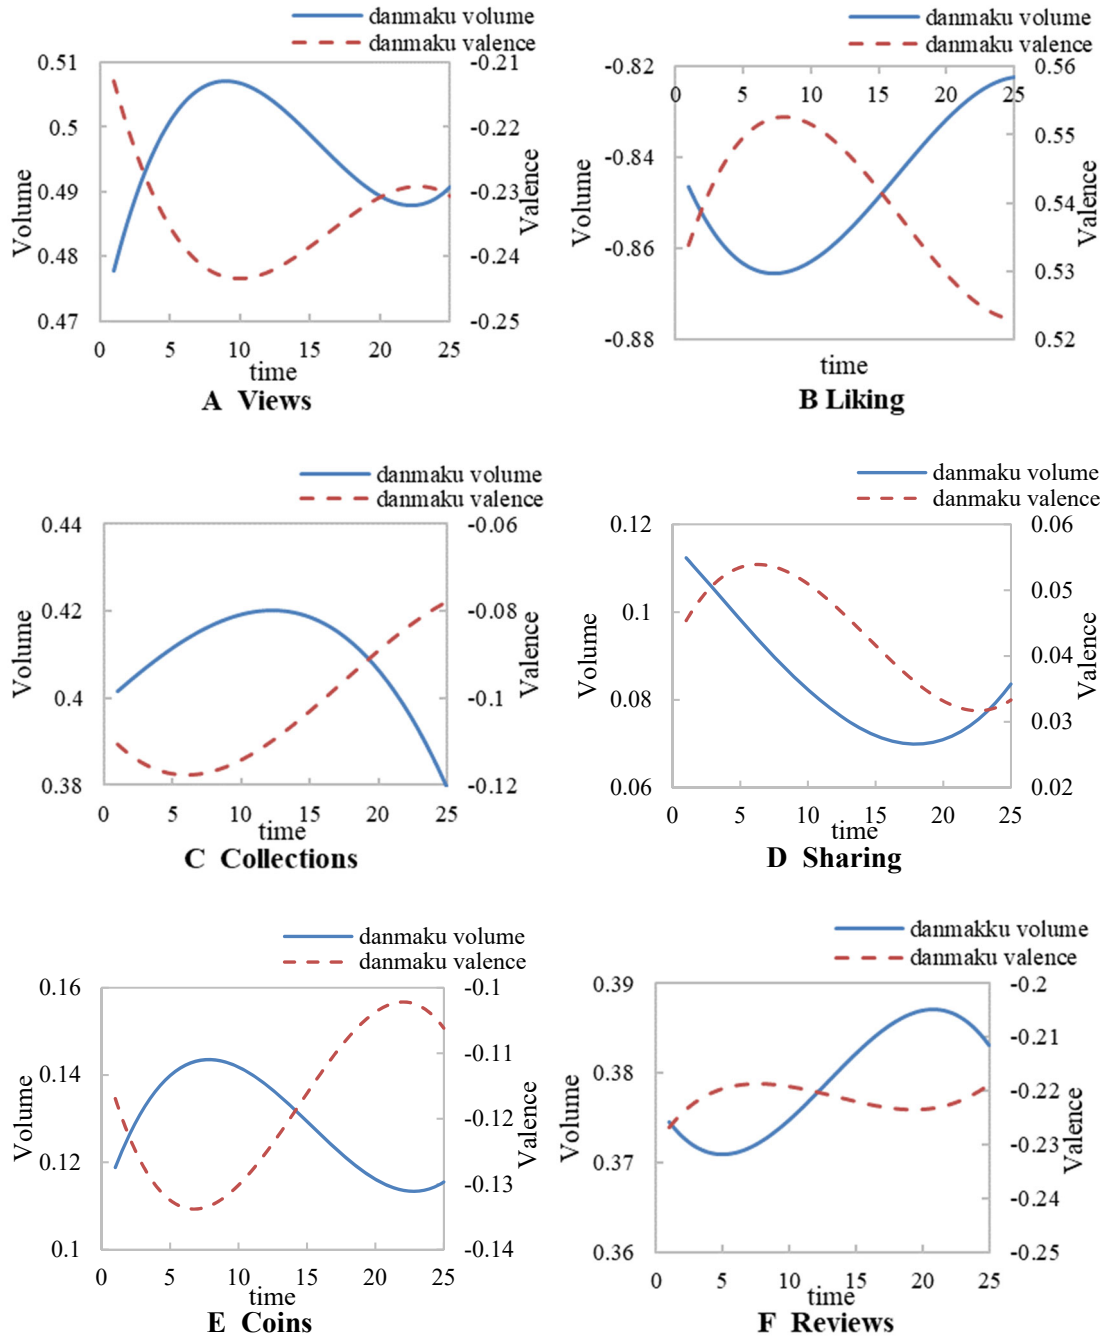 danmaku volume
danmaku valence
0.51
0.5
0.49
0.48
0.47
Volume
-0.21
-0.22
-0.23
-0.24
-0.25
Valence
0 5 10 15 20 25
time
A Views
danmaku volume
danmaku valence
-0.82
-0.84
-0.86
-0.88
Volume
0 5 10 15 20 25
0.56
0.55
0.54
0.53
0.52
Valence
time
B Liking
danmaku volume
danmaku valence
0.44
0.42
0.4
0.38
Volume
-0.06
-0.08
-0.1
-0.12
Valence
0 5 10 15 20 25
time
C Collections
danmaku volume
danmaku valence
0.12
0.1
0.08
0.06
Volume
0.06
0.05
0.04
0.03
0.02
Valence
0 5 10 15 20 25
time
D Sharing
danmaku volume
danmaku valence
0.16
0.14
0.12
0.1
Volume
-0.1
-0.11
-0.12
-0.13
-0.14
Valence
0 5 10 15 20 25
time
E Coins
danmakku volume
danmaku valence
0.39
0.38
0.37
0.36
Volume
-0.2
-0.21
-0.22
-0.23
-0.24
-0.25
Valence
0 5 10 15 20 25
time
F Reviews